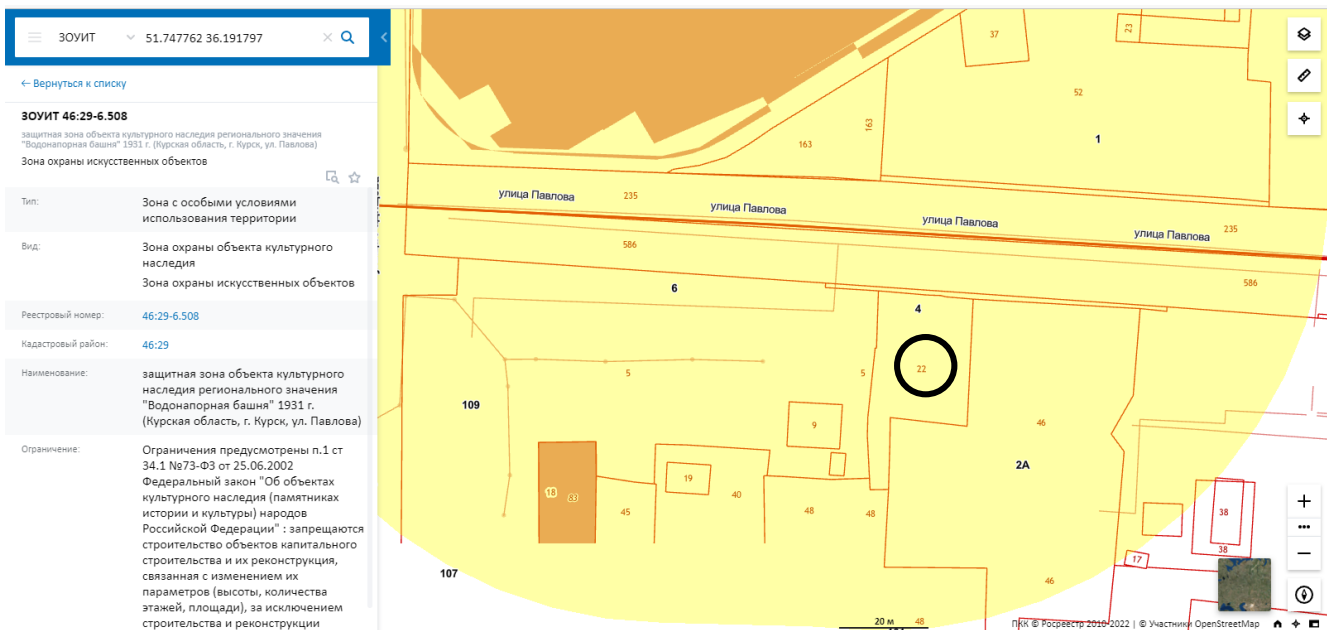 ЗОУИТ
51.747762 36.191797
← Вернуться к списку
ЗОУИТ 46:29-6.508
защитная зона объекта культурного наследия регионального значения
"Водонапорная башня" 1931 г. (Курская область, г. Курск, ул. Павлова)
Зона охраны искусственных объектов
Тип:
Зона с особыми условиями
использования территории
Вид:
Зона охраны объекта культурного
наследия
Зона охраны искусственных объектов
Реестровый номер:
46:29-6.508
Кадастровый район:
46:29
Наименование:
защитная зона объекта культурного
наследия регионального значения
"Водонапорная башня" 1931 г.
(Курская область, г. Курск, ул. Павлова)
Ограничение:
Ограничения предусмотрены п.1 ст
34.1 №73-ФЗ от 25.06.2002
Федеральный закон "Об объектах
культурного наследия (памятниках
истории и культуры) народов
Российской Федерации" : запрещаются
строительство объектов капитального
строительства и их реконструкция,
связанная с изменением их
параметров (высоты, количества
этажей, площади), за исключением
строительства и реконструкции
37
23
52
163
163
1
улица Павлова
235
улица Павлова
улица Павлова
улица Павлова
235
586
586
6
4
22
5
5
109
9
46
2А
18
83
19
40
45
48
48
38
38
17
107
46
20 м
48
ПКК © Росреестр 2010-2022 | © Участники OpenStreetMap